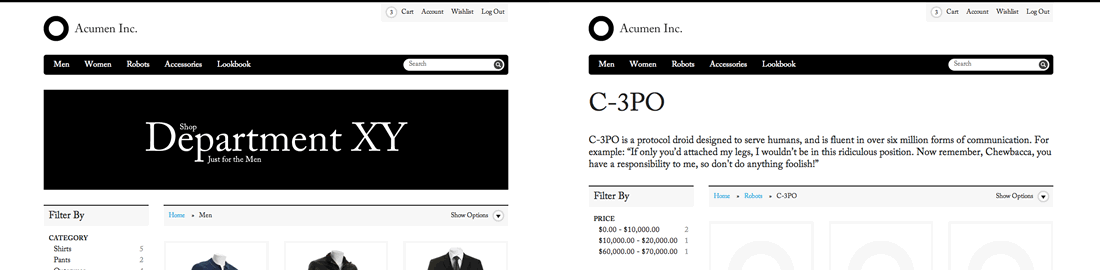 3 Cart Account Wishlist Log Out
Acumen Inc.
Men Women Robots Accessories Lookbook Search
Shop
Department XY
Just for the Men
Filter By
Home » Men Show Options
CATEGORY
Shirts 5
Pants 2
3 Cart Account Wishlist Log Out
Acumen Inc.
Men Women Robots Accessories Lookbook Search
C-3PO
C-3PO is a protocol droid designed to serve humans, and is fluent in over six million forms of communication. For
example: “If only you’d attached my legs, I wouldn’t be in this ridiculous position. Now remember, Chewbacca, you
have a responsibility to me, so don’t do anything foolish!”
Filter By
Home » Robots » C-3PO Show Options
PRICE
$0.00 - $10,000.00 2
$10,000.00 - $20,000.00 1
$60,000.00 - $70,000.00 1